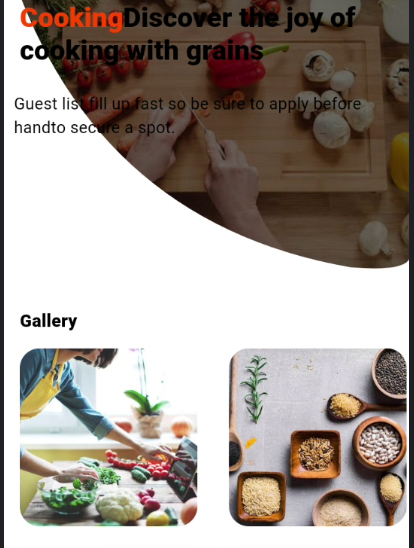 CookingDiscover the joy of
cooking with grains
Guest list fill up fast so be sure to apply before
handto secure a spot.
Gallery